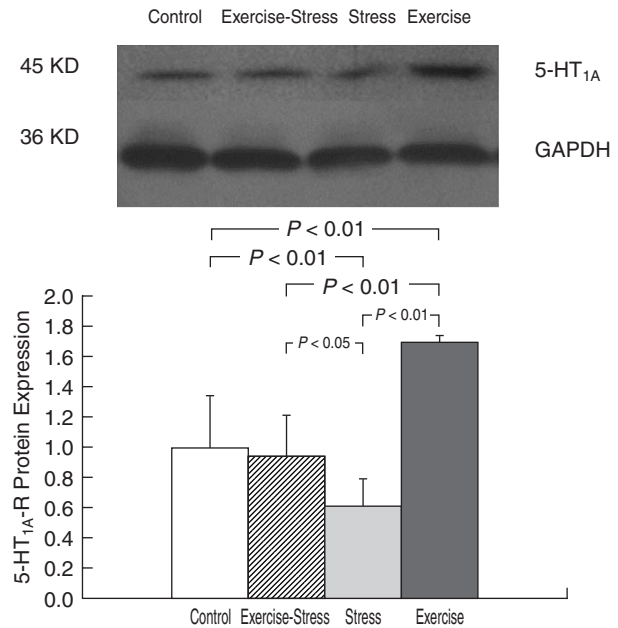 Control Exercise-Stress Stress Exercise
45 KD 5-HT1A
36 KD GAPDH
P < 0.01
P < 0.01
P < 0.01
P < 0.01
P < 0.05
5-HT1A-R Protein Expression
2.0
1.8
1.6
1.4
1.2
1.0
0.8
0.6
0.4
0.2
0.0
Control Exercise-Stress Stress Exercise